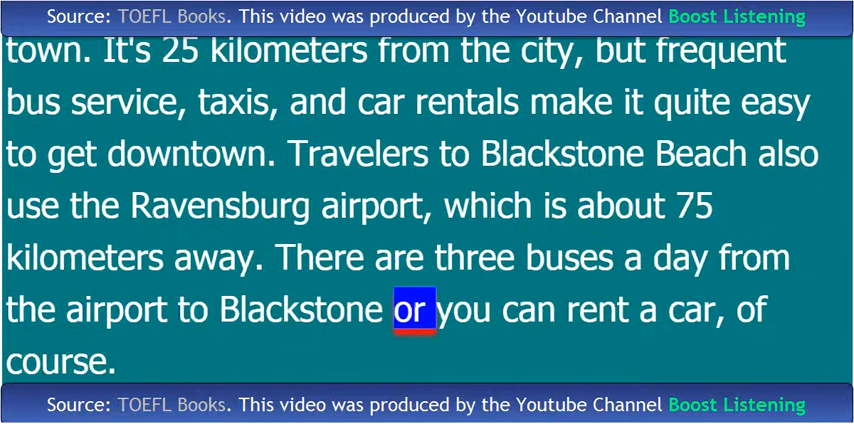 Source: TOEFL Books. This video was produced by the Youtube Channel Boost Listening
town. It's 25 kilometers from the city, but frequent
bus service, taxis, and car rentals make it quite easy
to get downtown. Travelers to Blackstone Beach also
use the Ravensburg airport, which is about 75
kilometers away. There are three buses a day from
the airport to Blackstone or you can rent a car, of
course.
Source: TOEFL Books. This video was produced by the Youtube Channel Boost Listening